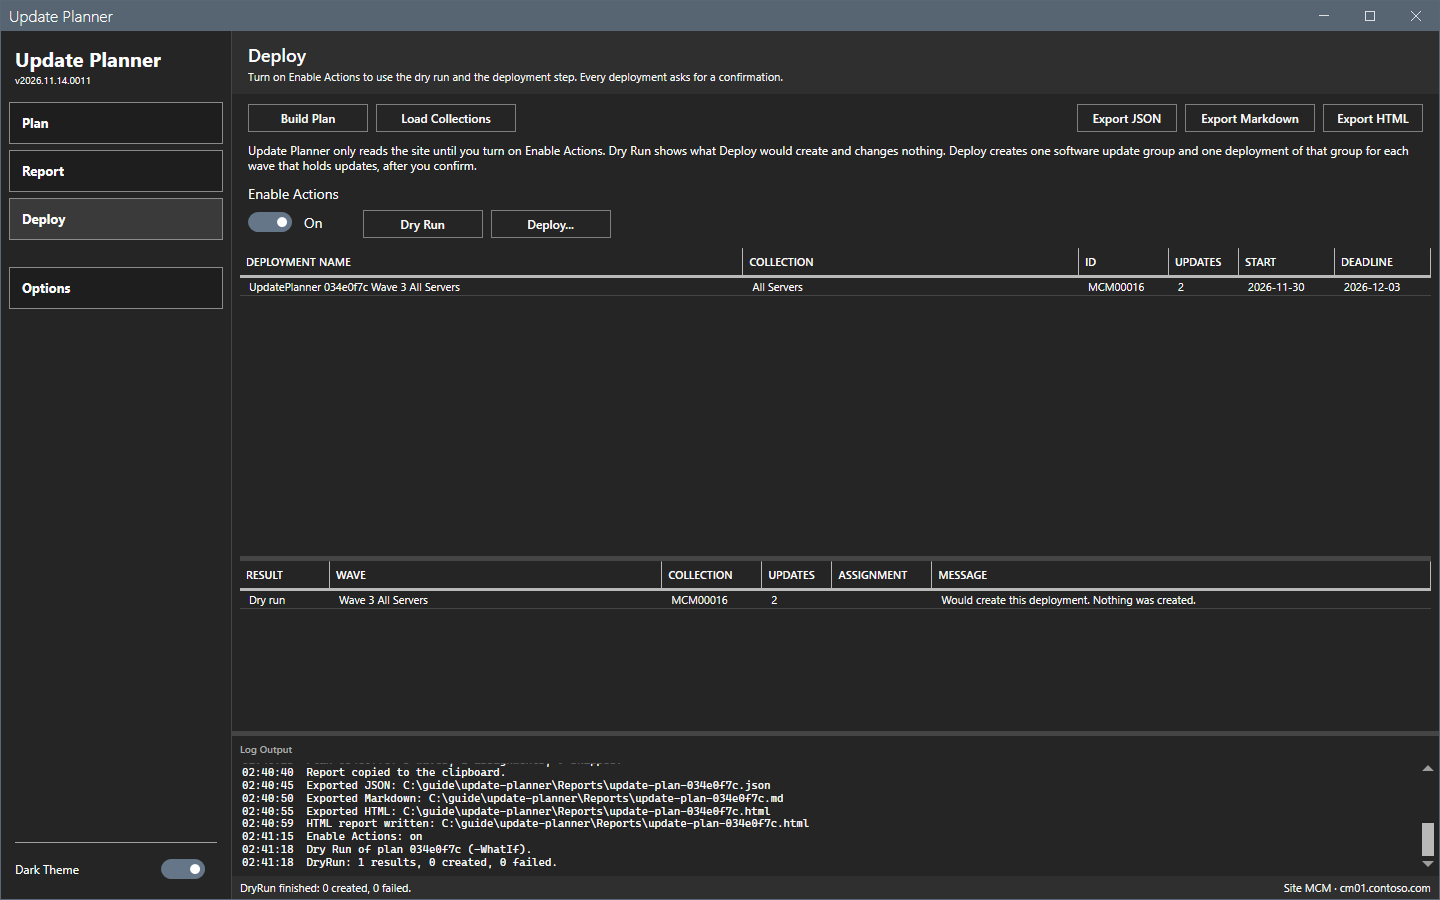 Update Planner
Update Planner
v2026.11.14.0011
Plan
Report
Deploy
Options
Dark Theme
Deploy
Turn on Enable Actions to use the dry run and the deployment step. Every deployment asks for a confirmation.
Build Plan
Load Collections
Export JSON
Export Markdown
Export HTML
Update Planner only reads the site until you turn on Enable Actions. Dry Run shows what Deploy would create and changes nothing. Deploy creates one software update group and one deployment of that group for each
wave that holds updates, after you confirm.
Enable Actions
On
Dry Run
Deploy...
DEPLOYMENT NAME COLLECTION ID UPDATES START DEADLINE
UpdatePlanner 034e0f7c Wave 3 All Servers All Servers MCM00016 2 2026-11-30 2026-12-03
RESULT WAVE COLLECTION UPDATES ASSIGNMENT MESSAGE
Dry run Wave 3 All Servers MCM00016 2 Would create this deployment. Nothing was created.
Log Output
02:40:40 Report copied to the clipboard.
02:40:45 Exported JSON: C:\guide\update-planner\Reports\update-plan-034e0f7c.json
02:40:50 Exported Markdown: C:\guide\update-planner\Reports\update-plan-034e0f7c.md
02:40:55 Exported HTML: C:\guide\update-planner\Reports\update-plan-034e0f7c.html
02:40:59 HTML report written: C:\guide\update-planner\Reports\update-plan-034e0f7c.html
02:41:15 Enable Actions: on
02:41:18 Dry Run of plan 034e0f7c (-WhatIf).
02:41:18 DryRun: 1 results, 0 created, 0 failed.
DryRun finished: 0 created, 0 failed.
Site MCM · cm01.contoso.com